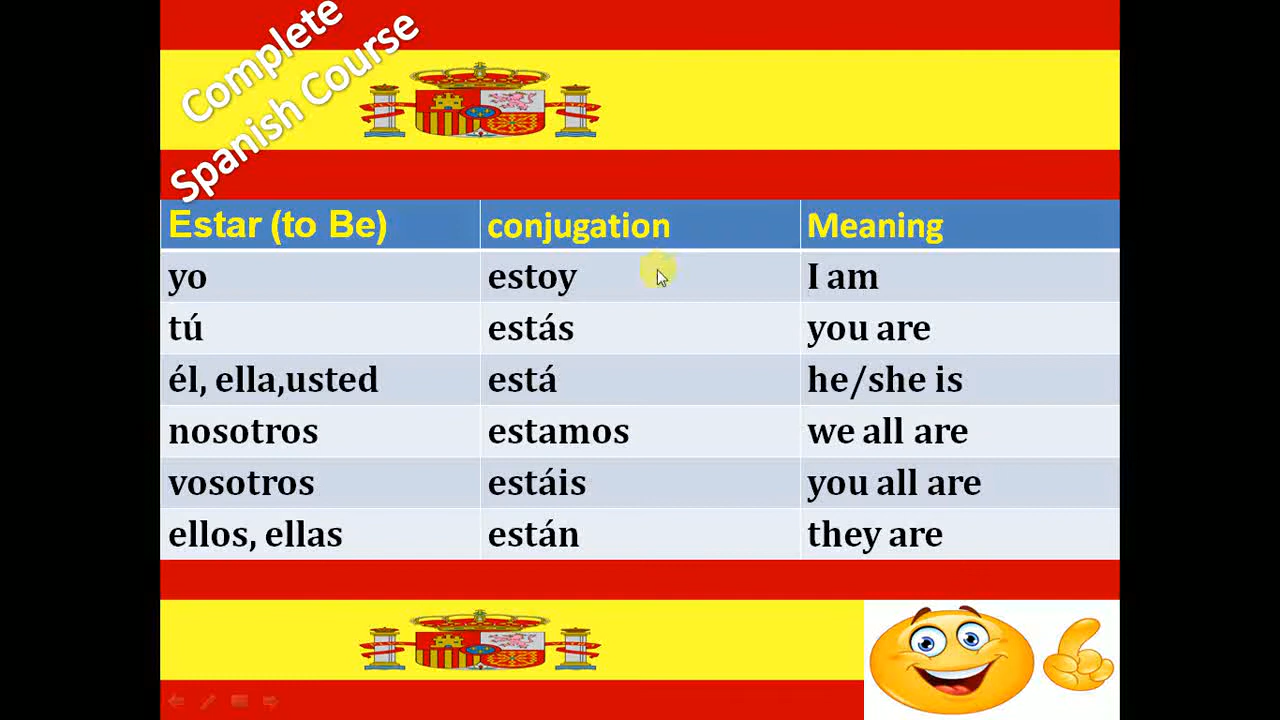 Complete
Spanish Course
Estar (to Be) conjugation Meaning
yo estoy I am
tú estás you are
él, ella,usted está he/she is
nosotros estamos we all are
vosotros estáis you all are
ellos, ellas están they are